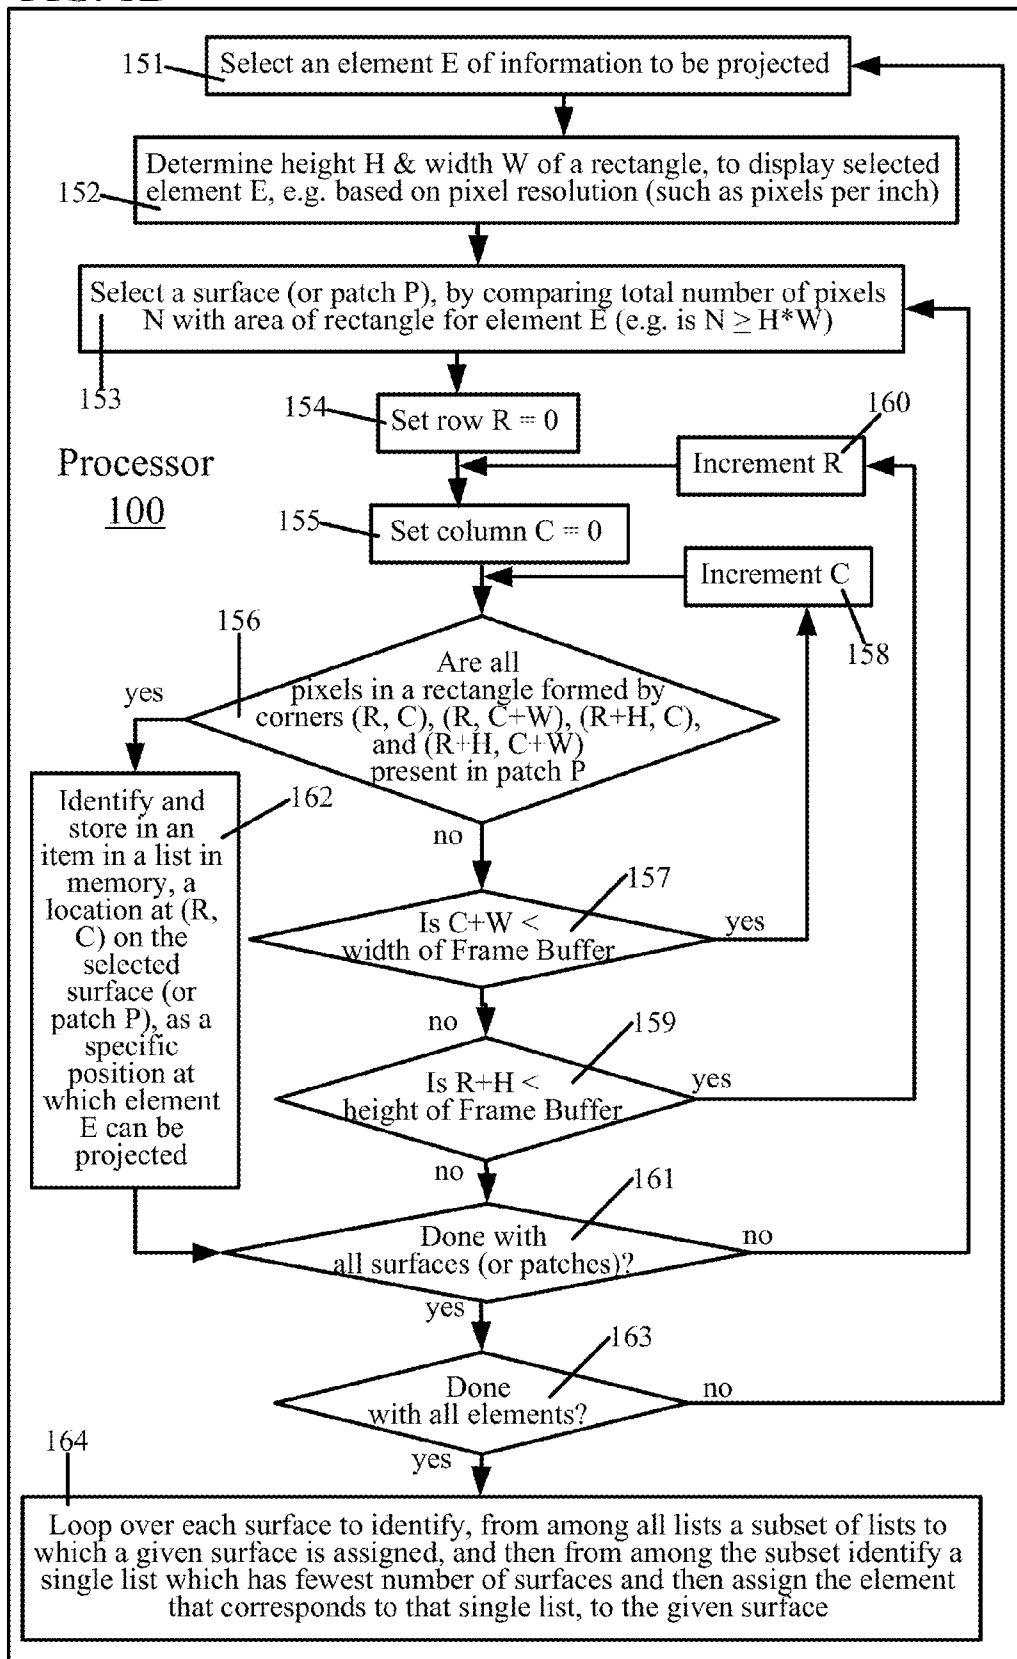 151
Select an element E of information to be projected
Determine height H & width W of a rectangle, to display selected
element E, e.g. based on pixel resolution (such as pixels per inch)
152
Select a surface (or patch P), by comparing total number of pixels
N with area of rectangle for element E (e.g. is N ≥ H*W)
153
154
Set row R = 0
160
Increment R
Processor
100
155
Set column C = 0
Increment C
158
156
Are all
pixels in a rectangle formed by
corners (R, C), (R, C+W), (R+H, C),
and (R+H, C+W)
present in patch P
yes
no
Identify and
store in an
item in a list in
memory, a
location at (R,
C) on the
selected
surface (or
patch P), as a
specific
position at
which element
E can be
projected
162
157
Is C+W <
width of Frame Buffer
yes
no
159
Is R+H <
height of Frame Buffer
yes
no
161
Done with
all surfaces (or patches)?
no
yes
163
Done
with all elements?
no
yes
164
Loop over each surface to identify, from among all lists a subset of lists to
which a given surface is assigned, and then from among the subset identify a
single list which has fewest number of surfaces and then assign the element
that corresponds to that single list, to the given surface